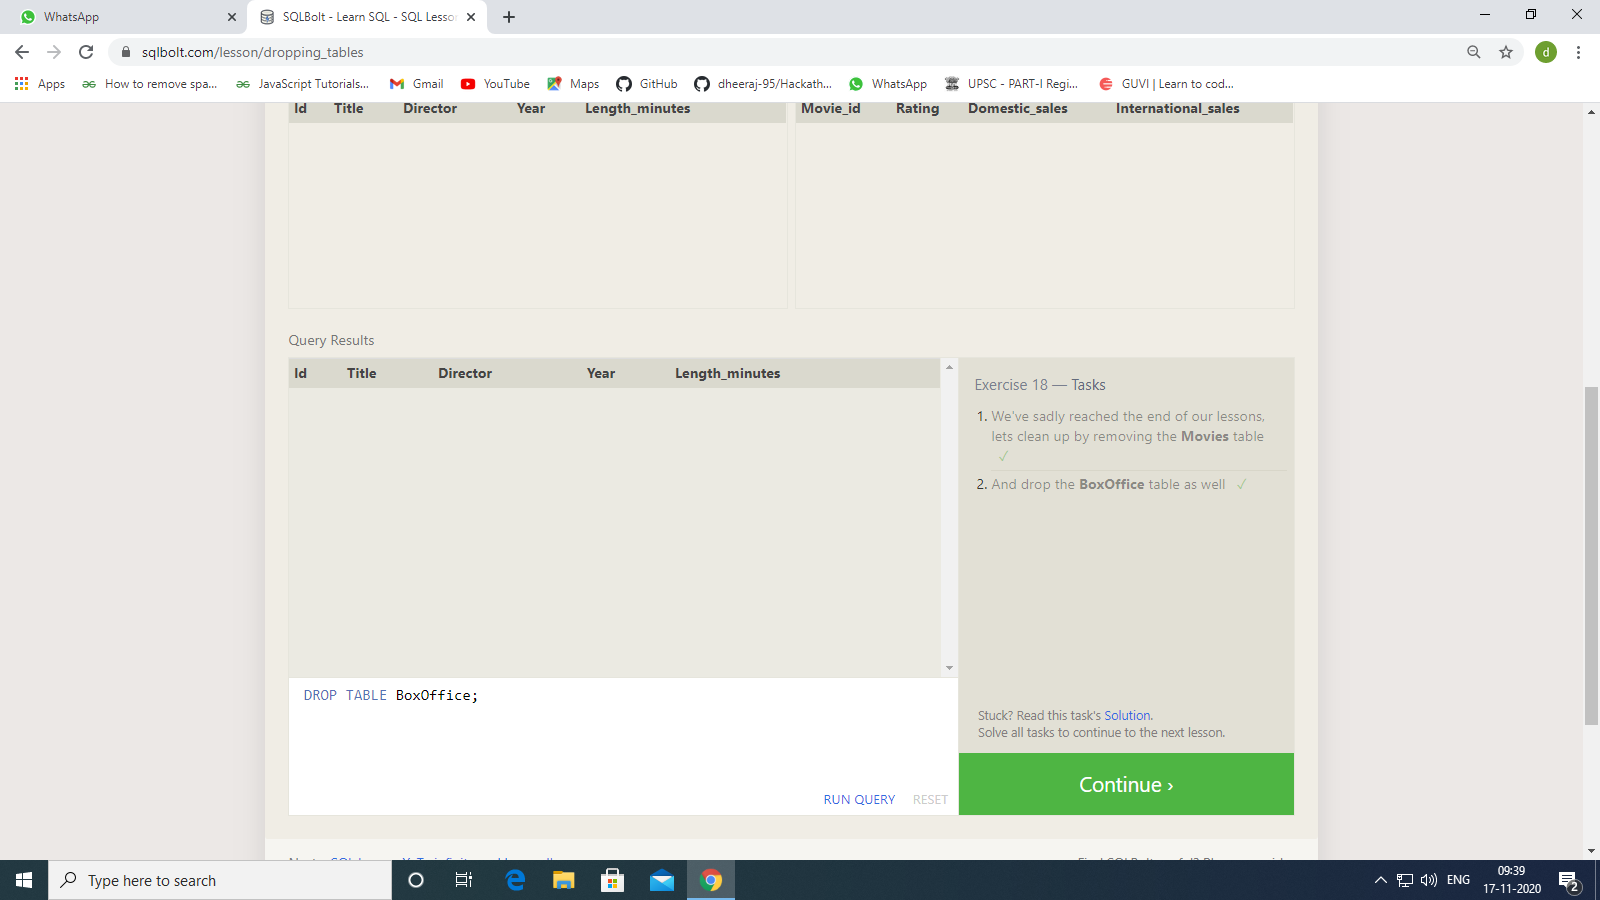 WhatsApp
SQLBolt - Learn SQL - SQL Lesson
sqlbolt.com/lesson/dropping_tables
d
Apps
How to remove spa...
JavaScript Tutorials...
Gmail
YouTube
Maps
GitHub
dheeraj-95/Hackath...
WhatsApp
UPSC - PART-I Regi...
GUVI | Learn to cod...
Id Title Director Year Length_minutes
Movie_id Rating Domestic_sales International_sales
Query Results
Id Title Director Year Length_minutes
Exercise 18 — Tasks
1. We've sadly reached the end of our lessons,
lets clean up by removing the Movies table
✓
2. And drop the BoxOffice table as well ✓
DROP TABLE BoxOffice;
RUN QUERY RESET
Stuck? Read this task's Solution.
Solve all tasks to continue to the next lesson.
Continue ›
Type here to search
ENG
09:39
17-11-2020
2